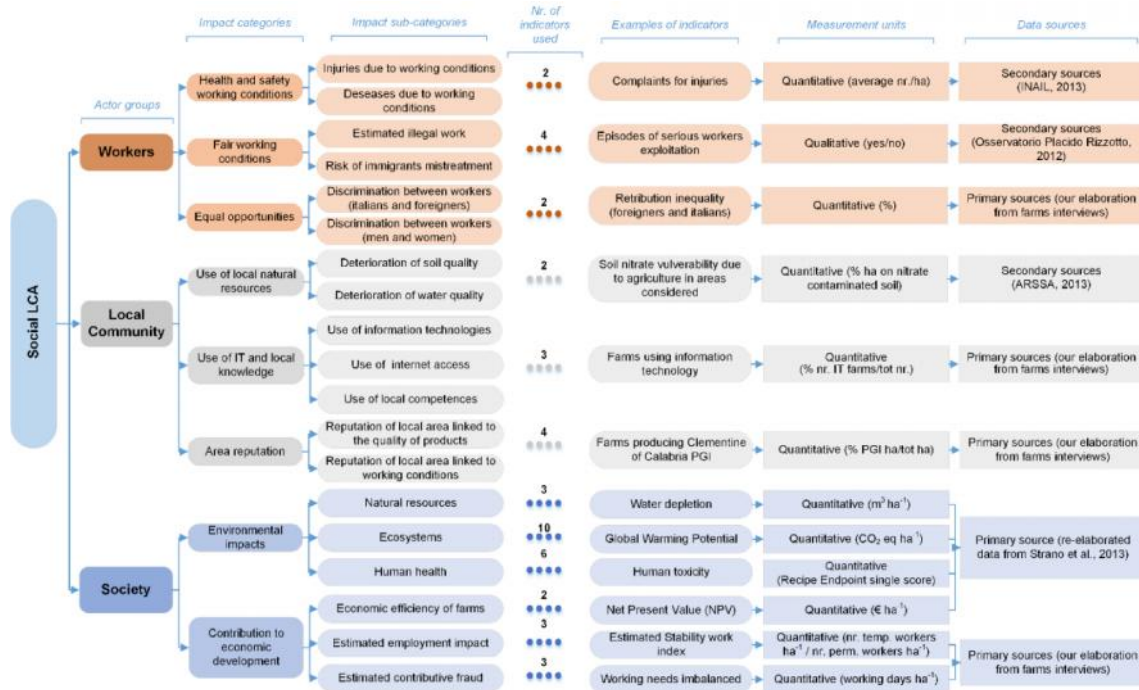 Impact categories
Impact sub-categories
Nr. of
indicators
used
Examples of indicators
Measurement units
Data sources
Actor groups
Social LCA
Workers
Health and safety
working conditions
Injuries due to working conditions
Deseases due to working
conditions
2
Complaints for injuries
Quantitative (average nr./ha)
Secondary sources
(INAIL, 2013)
Fair working
conditions
Estimated illegal work
Risk of immigrants mistreatment
4
Episodes of serious workers
exploitation
Qualitative (yes/no)
Secondary sources
(Osservatorio Placido Rizzotto,
2012)
Equal opportunities
Discrimination between workers
(italians and foreigners)
Discrimination between workers
(men and women)
2
Retribution inequality
(foreigners and italians)
Quantitative (%)
Primary sources (our elaboration
from farms interviews)
Local
Community
Use of local natural
resources
Deterioration of soil quality
Deterioration of water quality
2
Soil nitrate vulverability due
to agriculture in areas
considered
Quantitative (% ha on nitrate
contaminated soil)
Secondary sources
(ARSSA, 2013)
Use of IT and local
knowledge
Use of information technologies
Use of internet access
Use of local competences
3
Farms using information
technology
Quantitative
(% nr. IT farms/tot nr.)
Primary sources (our elaboration
from farms interviews)
Area reputation
Reputation of local area linked to
the quality of products
Reputation of local area linked to
working conditions
4
Farms producing Clementine
of Calabria PGI
Quantitative (% PGI ha/tot ha)
Primary sources (our elaboration
from farms interviews)
Society
Environmental
impacts
Natural resources
3
Water depletion
Quantitative (m³ ha⁻¹)
Ecosystems
10
Global Warming Potential
Quantitative (CO₂ eq ha⁻¹)
Human health
6
Human toxicity
Quantitative
(Recipe Endpoint single score)
Primary source (re-elaborated
data from Strano et al., 2013)
Contribution to
economic
development
Economic efficiency of farms
2
Net Present Value (NPV)
Quantitative (€ ha⁻¹)
Estimated employment impact
3
Estimated Stability work
index
Quantitative (nr. temp. workers
ha⁻¹ / nr. perm. workers ha⁻¹)
Estimated contributive fraud
3
Working needs imbalanced
Quantitative (working days ha⁻¹)
Primary sources (our elaboration
from farms interviews)